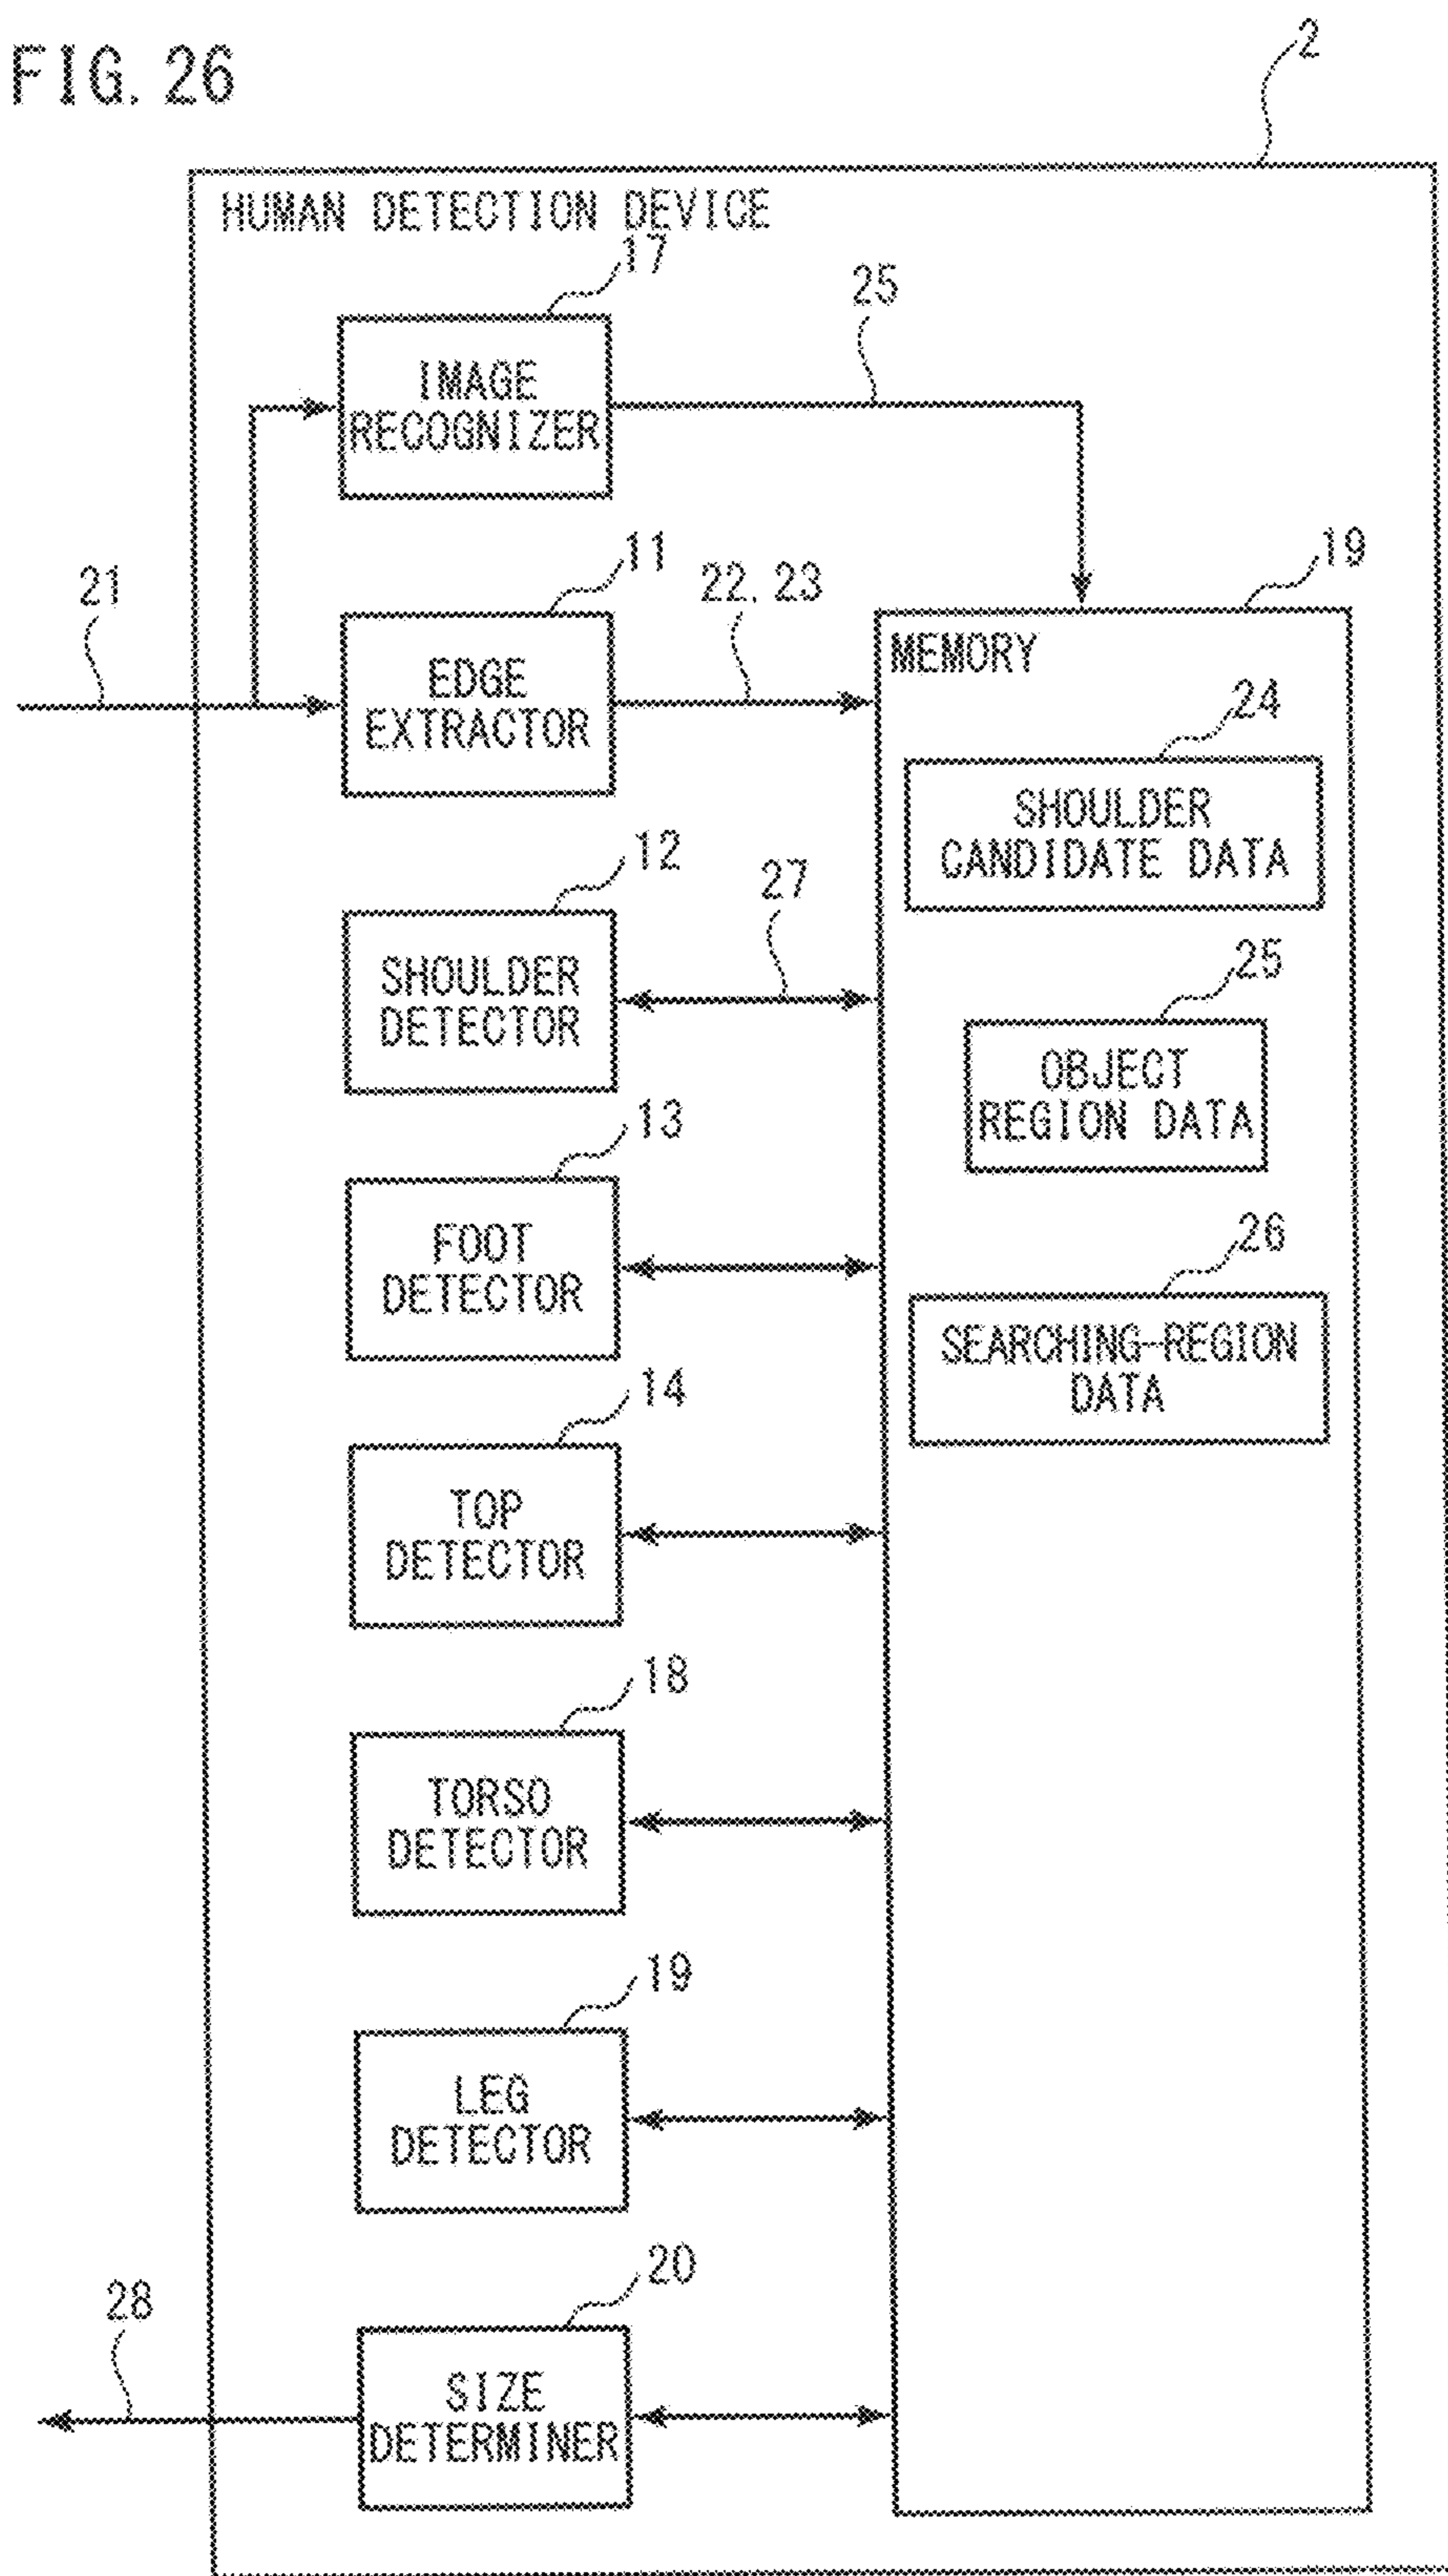 FIG. 26
2
HUMAN DETECTION DEVICE
17
25
IMAGE
RECOGNIZER
21
11
22, 23
19
EDGE
EXTRACTOR
MEMORY
24
SHOULDER
CANDIDATE DATA
12
27
SHOULDER
DETECTOR
25
OBJECT
REGION DATA
13
FOOT
DETECTOR
26
SEARCHING-REGION
DATA
14
TOP
DETECTOR
18
TORSO
DETECTOR
19
LEG
DETECTOR
28
20
SIZE
DETERMINER